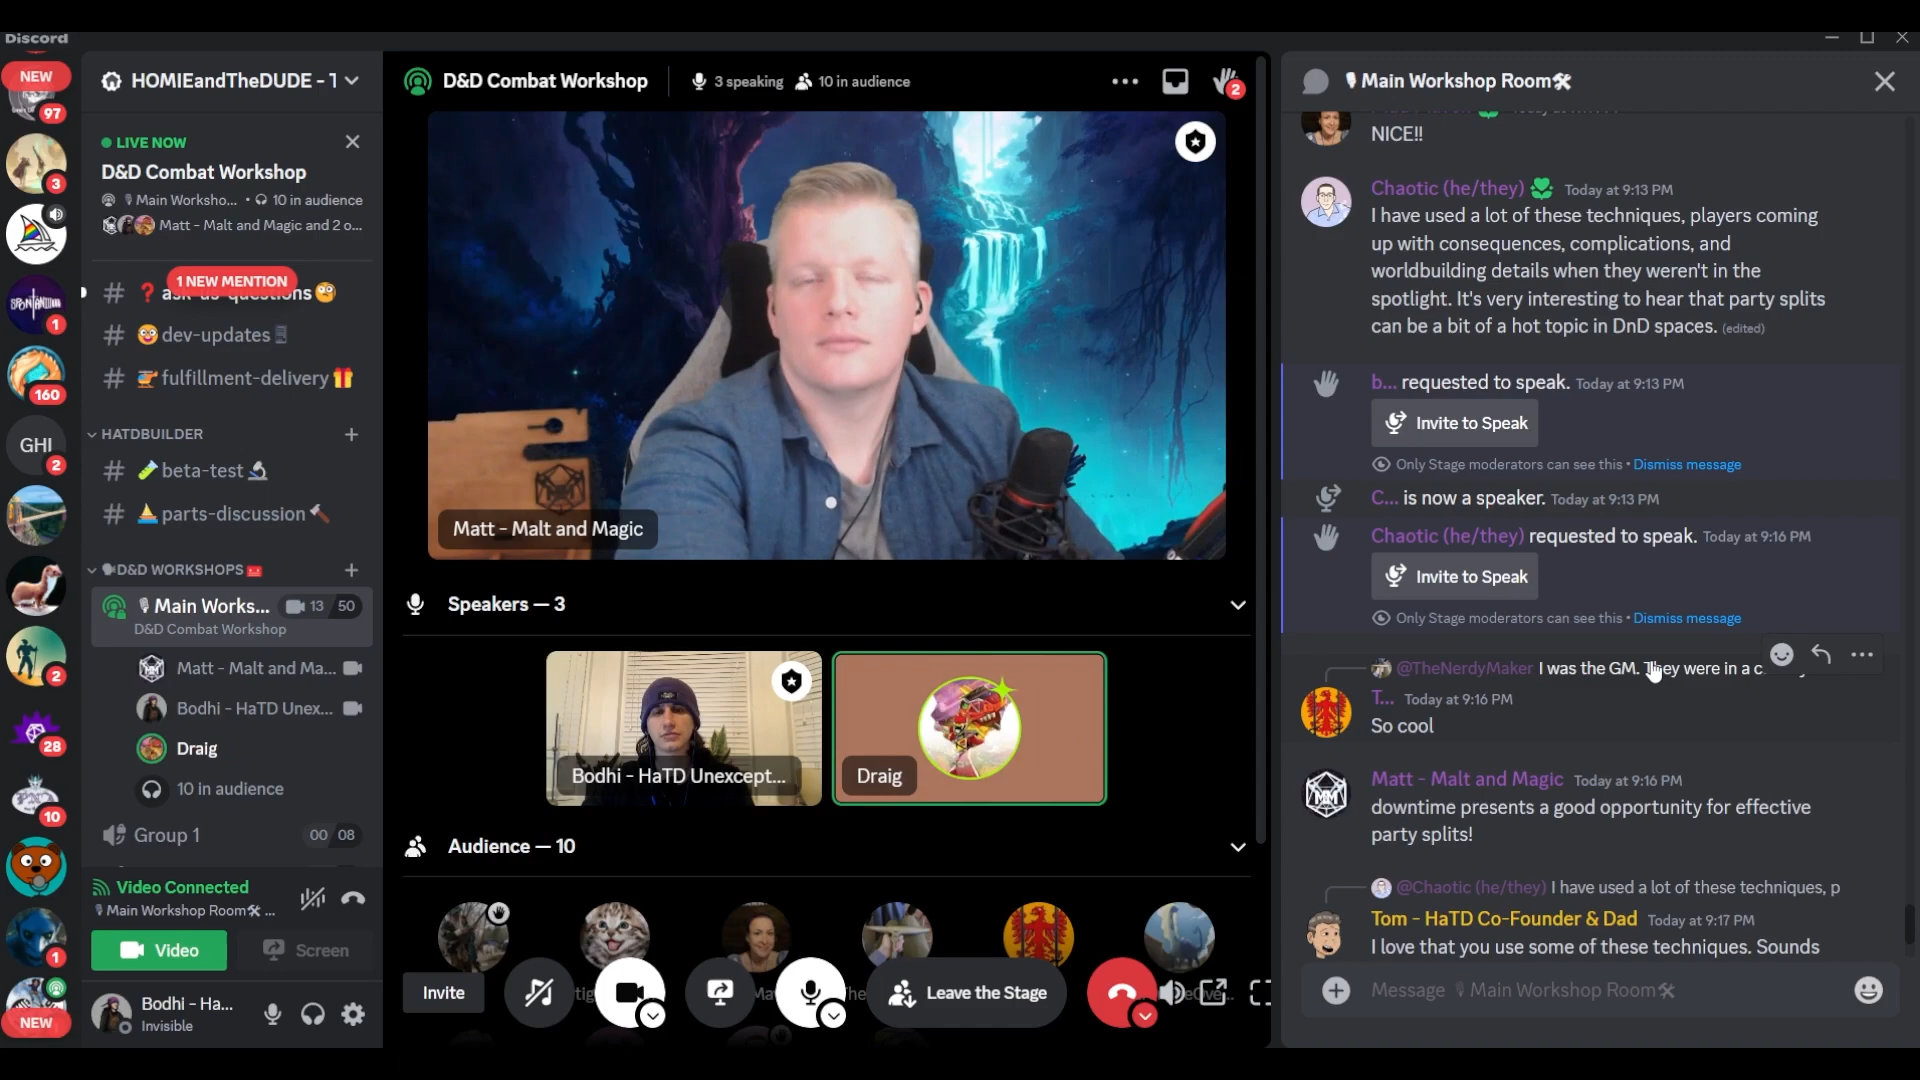 Discord
NEW
97
3
1
160
GHI
2
2
28
10
1
NEW
HOMIEandTheDUDE - T
LIVE NOW
D&D Combat Workshop
Main Worksho... • 10 in audience
Matt - Malt and Magic and 2 o...
1 NEW MENTION
dev-updates
fulfillment-delivery
HATDBUILDER
beta-test
parts-discussion
D&D WORKSHOPS
Main Works... 13 50
D&D Combat Workshop
Matt - Malt and Ma...
Bodhi - HaTD Unex...
Draig
10 in audience
Group 1 00 08
Video Connected
Main Workshop Room ...
Video Screen
Bodhi - Ha...
Invisible
D&D Combat Workshop 3 speaking 10 in audience
2
Matt - Malt and Magic
Speakers — 3
Bodhi - HaTD Unexcept...
Draig
Audience — 10
Invite
Leave the Stage
Main Workshop Room
NICE!!
Chaotic (he/they) Today at 9:13 PM
I have used a lot of these techniques, players coming
up with consequences, complications, and
worldbuilding details when they weren't in the
spotlight. It's very interesting to hear that party splits
can be a bit of a hot topic in DnD spaces. (edited)
b... requested to speak. Today at 9:13 PM
Invite to Speak
Only Stage moderators can see this • Dismiss message
C... is now a speaker. Today at 9:13 PM
Chaotic (he/they) requested to speak. Today at 9:16 PM
Invite to Speak
Only Stage moderators can see this • Dismiss message
@TheNerdyMaker I was the GM. They were in a c
T... Today at 9:16 PM
So cool
Matt - Malt and Magic Today at 9:16 PM
downtime presents a good opportunity for effective
party splits!
@Chaotic (he/they) I have used a lot of these techniques, p
Tom - HaTD Co-Founder & Dad Today at 9:17 PM
I love that you use some of these techniques. Sounds
Message Main Workshop Room